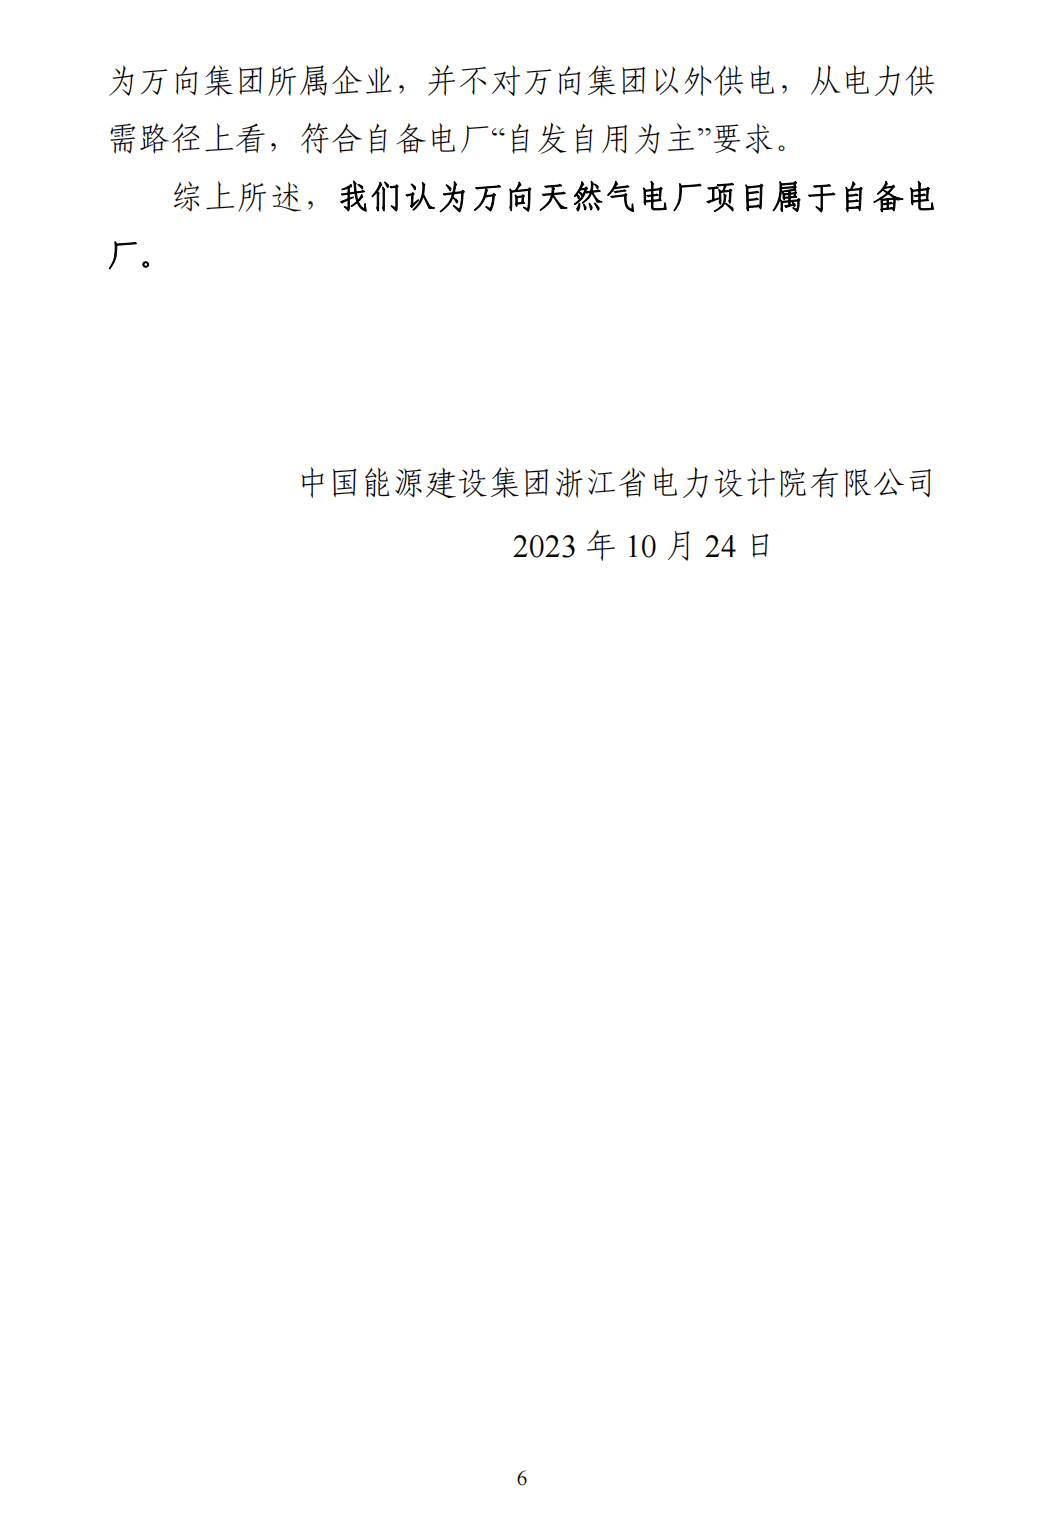 为万向集团所属企业，并不对万向集团以外供电，从电力供
需路径上看，符合自备电厂“自发自用为主”要求。
综上所述，我们认为万向天然气电厂项目属于自备电
厂。
中国能源建设集团浙江省电力设计院有限公司
2023 年 10 月 24 日
6